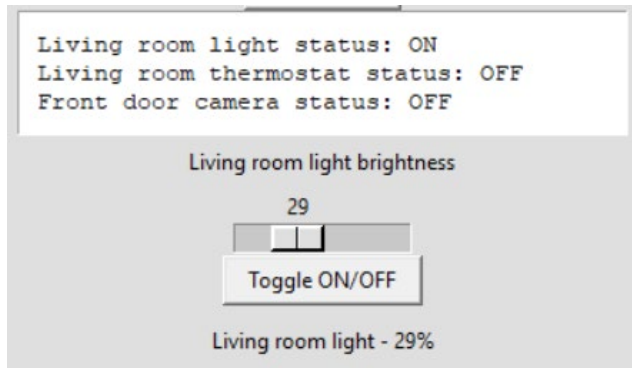 Living room light status: ON
Living room thermostat status: OFF
Front door camera status: OFF
Living room light brightness
29
Toggle ON/OFF
Living room light - 29%